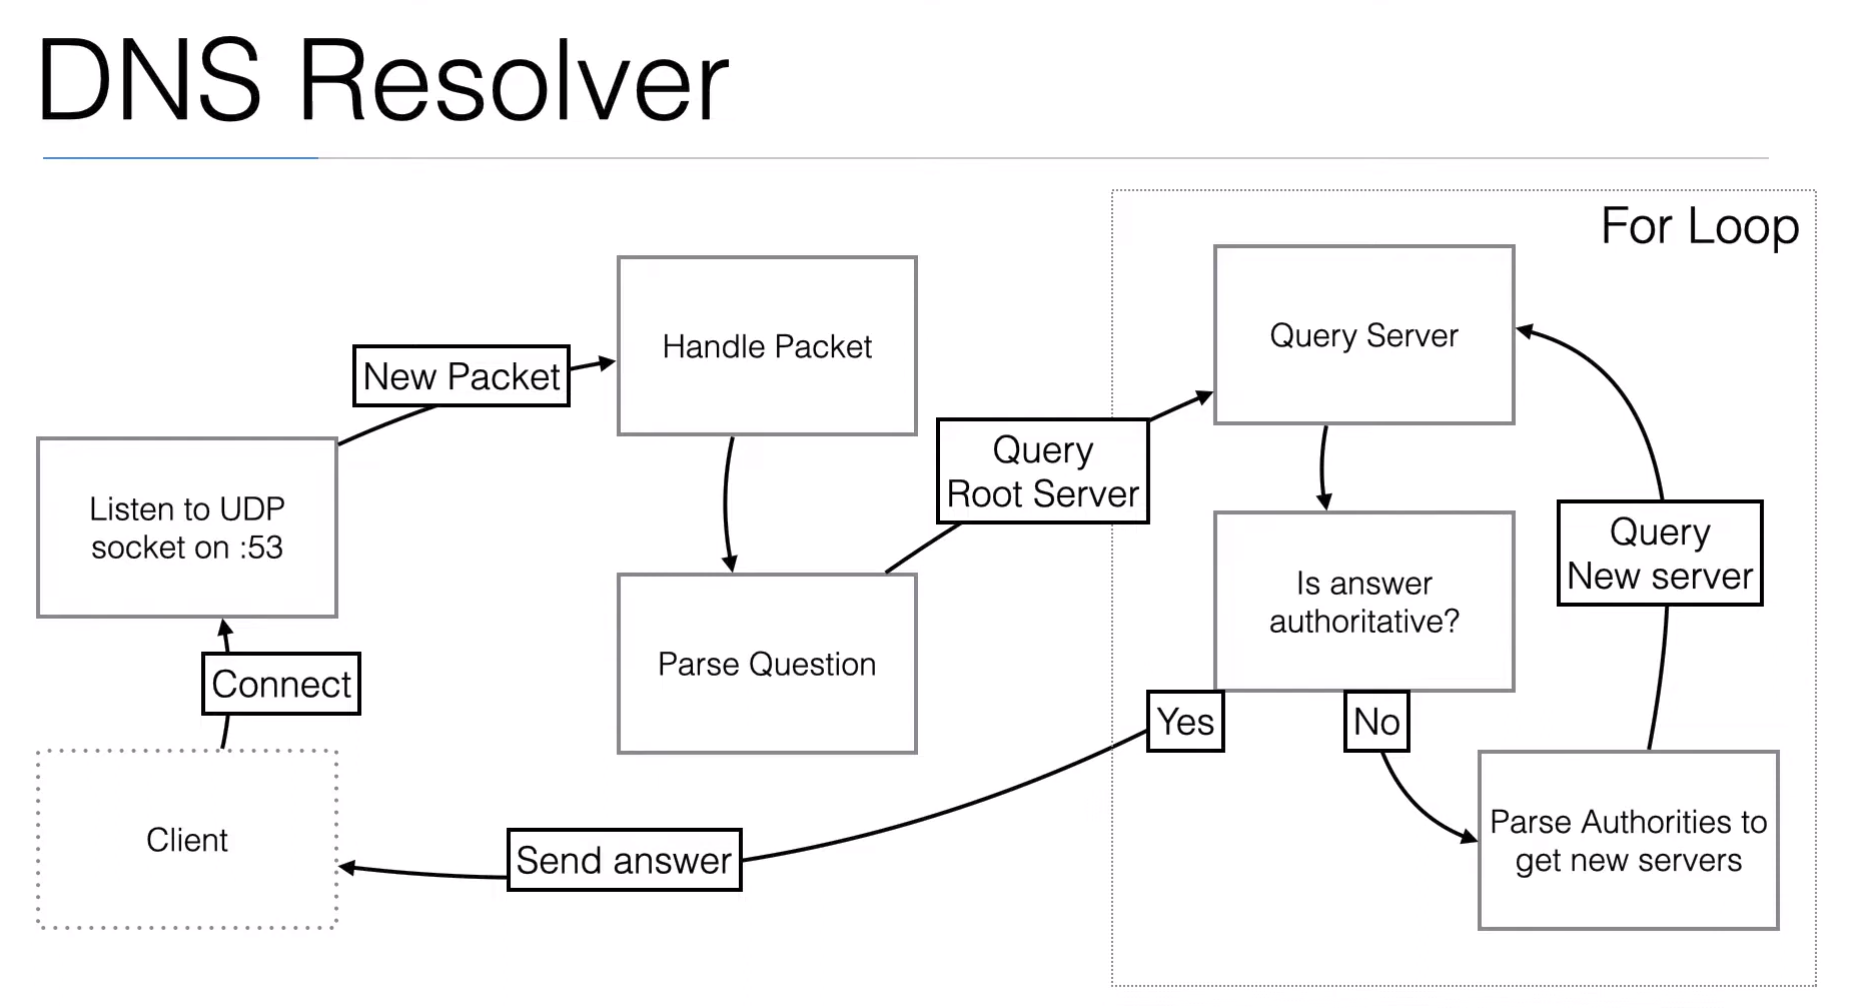 DNS Resolver
For Loop
Handle Packet
Query Server
New Packet
Query
Root Server
Listen to UDP
socket on :53
Query
New server
Is answer
authoritative?
Parse Question
Connect
Yes
No
Client
Send answer
Parse Authorities to
get new servers